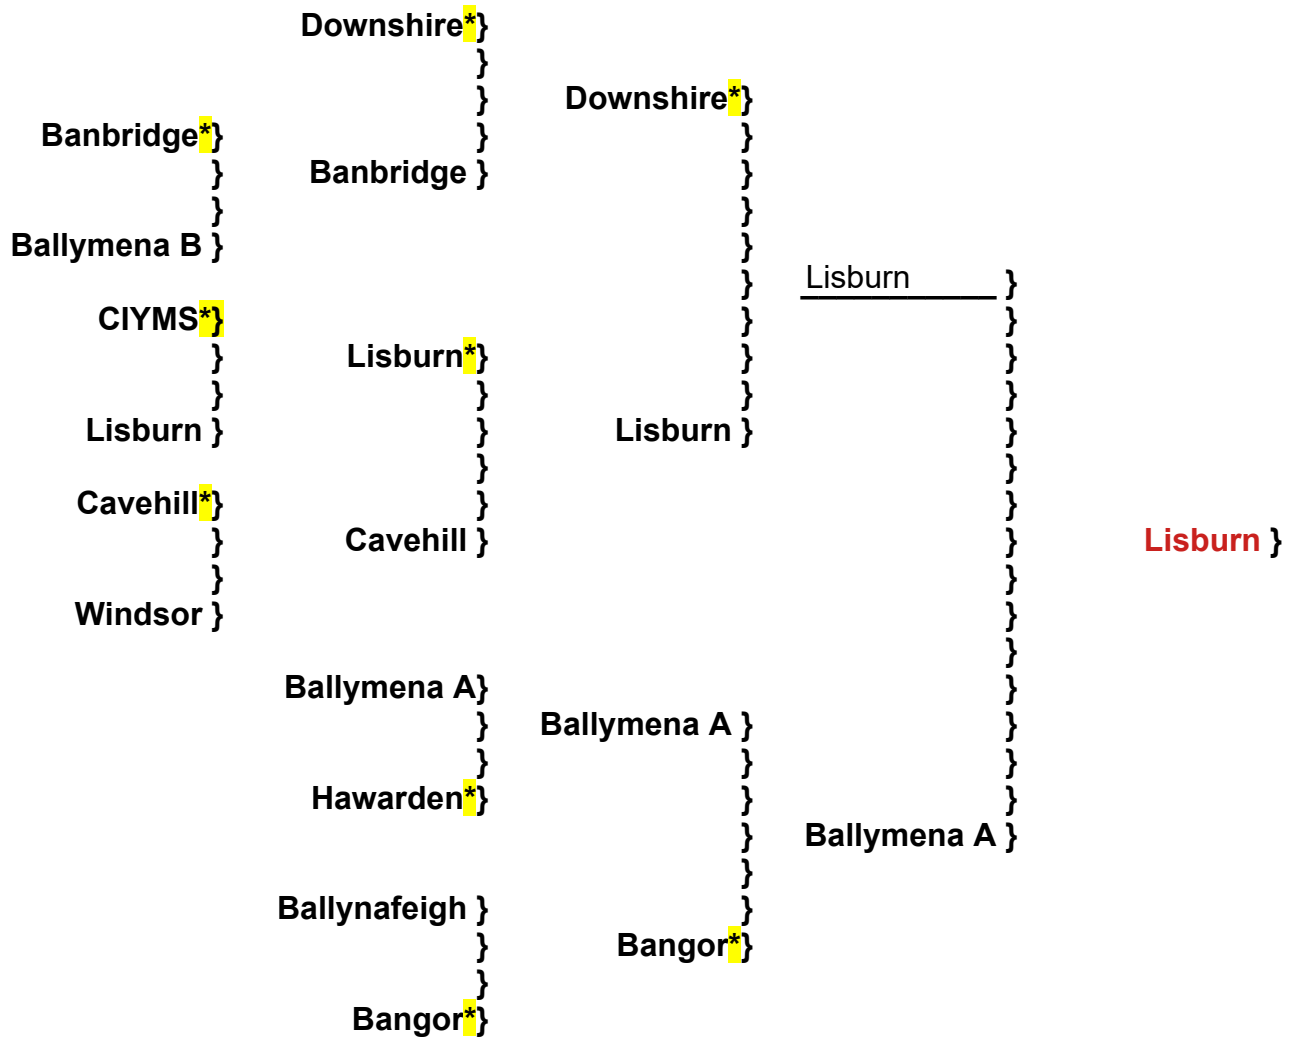 Downshire*}
}
} Downshire*}
Banbridge*} } }
} Banbridge } }
} }
Ballymena B } }
} Lisburn }
CIYMS*} } }
} Lisburn*} } }
} } } }
Lisburn } } Lisburn } }
} }
Cavehill*} } }
} Cavehill } } Lisburn }
} }
Windsor } }
}
Ballymena A} }
} Ballymena A } }
} } }
Hawarden*} } }
} Ballymena A }
}
Ballynafeigh } }
} Bangor*}
}
Bangor*}